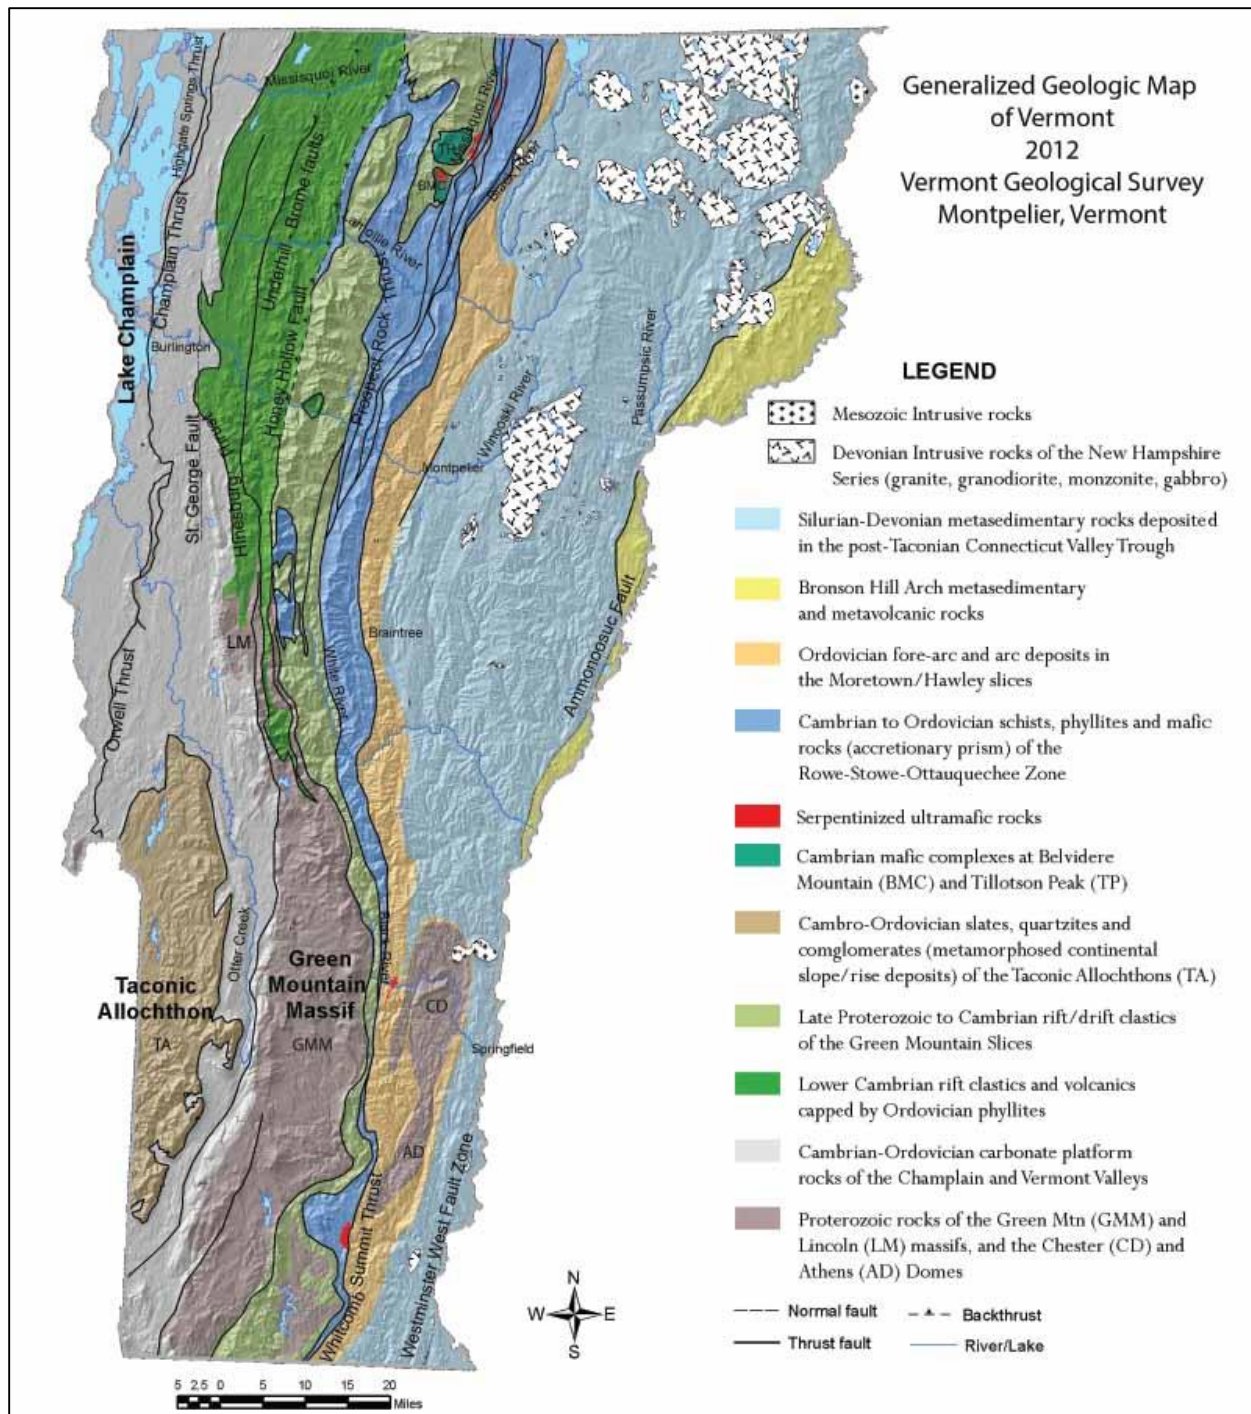 Generalized Geologic Map
of Vermont
2012
Vermont Geological Survey
Montpelier, Vermont
Missisquoi River
Highgate Springs Thrust
Champlain Thrust
Lake Champlain
Burlington
St. George Fault
Hinesburg Thrust
Underhill
Brome faults
Honey Hollow Fault
Lamoille River
Prospect Rock Thrust
Missisquoi River
BMC
Black River
Montpelier
Winooski River
Passumpsic River
Orwell Thrust
LM
White River
Braintree
Ammonoosuc Fault
Otter Creek
Taconic
Allochthon
TA
Green
Mountain
Massif
GMM
Black River
CD
Springfield
AD
Whitcomb Summit Thrust
Westminster West Fault Zone
LEGEND
Mesozoic Intrusive rocks
Devonian Intrusive rocks of the New Hampshire
Series (granite, granodiorite, monzonite, gabbro)
Silurian-Devonian metasedimentary rocks deposited
in the post-Taconian Connecticut Valley Trough
Bronson Hill Arch metasedimentary
and metavolcanic rocks
Ordovician fore-arc and arc deposits in
the Moretown/Hawley slices
Cambrian to Ordovician schists, phyllites and mafic
rocks (accretionary prism) of the
Rowe-Stowe-Ottauquechee Zone
Serpentinized ultramafic rocks
Cambrian mafic complexes at Belvidere
Mountain (BMC) and Tillotson Peak (TP)
Cambro-Ordovician slates, quartzites and
comglomerates (metamorphosed continental
slope/rise deposits) of the Taconic Allochthons (TA)
Late Proterozoic to Cambrian rift/drift clastics
of the Green Mountain Slices
Lower Cambrian rift clastics and volcanics
capped by Ordovician phyllites
Cambrian-Ordovician carbonate platform
rocks of the Champlain and Vermont Valleys
Proterozoic rocks of the Green Mtn (GMM) and
Lincoln (LM) massifs, and the Chester (CD) and
Athens (AD) Domes
Normal fault
Backthrust
Thrust fault
River/Lake
N
W E
S
5 2.5 0 5 10 15 20
Miles